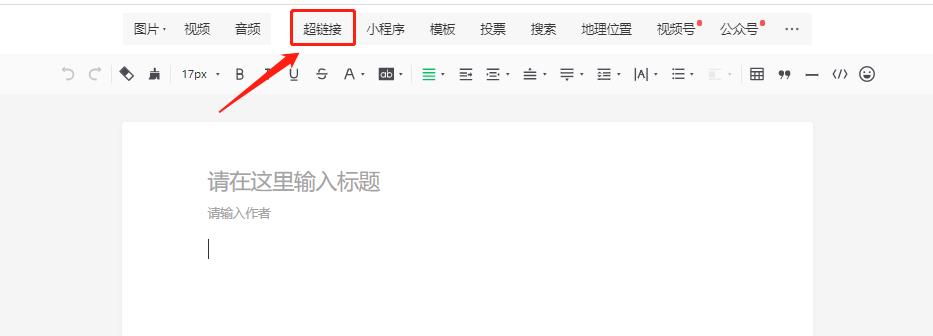 图片 视频 音频 超链接 小程序 模板 投票 搜索 地理位置 视频号 公众号 ···
17px B U S A ab |A| </>
请在这里输入标题
请输入作者